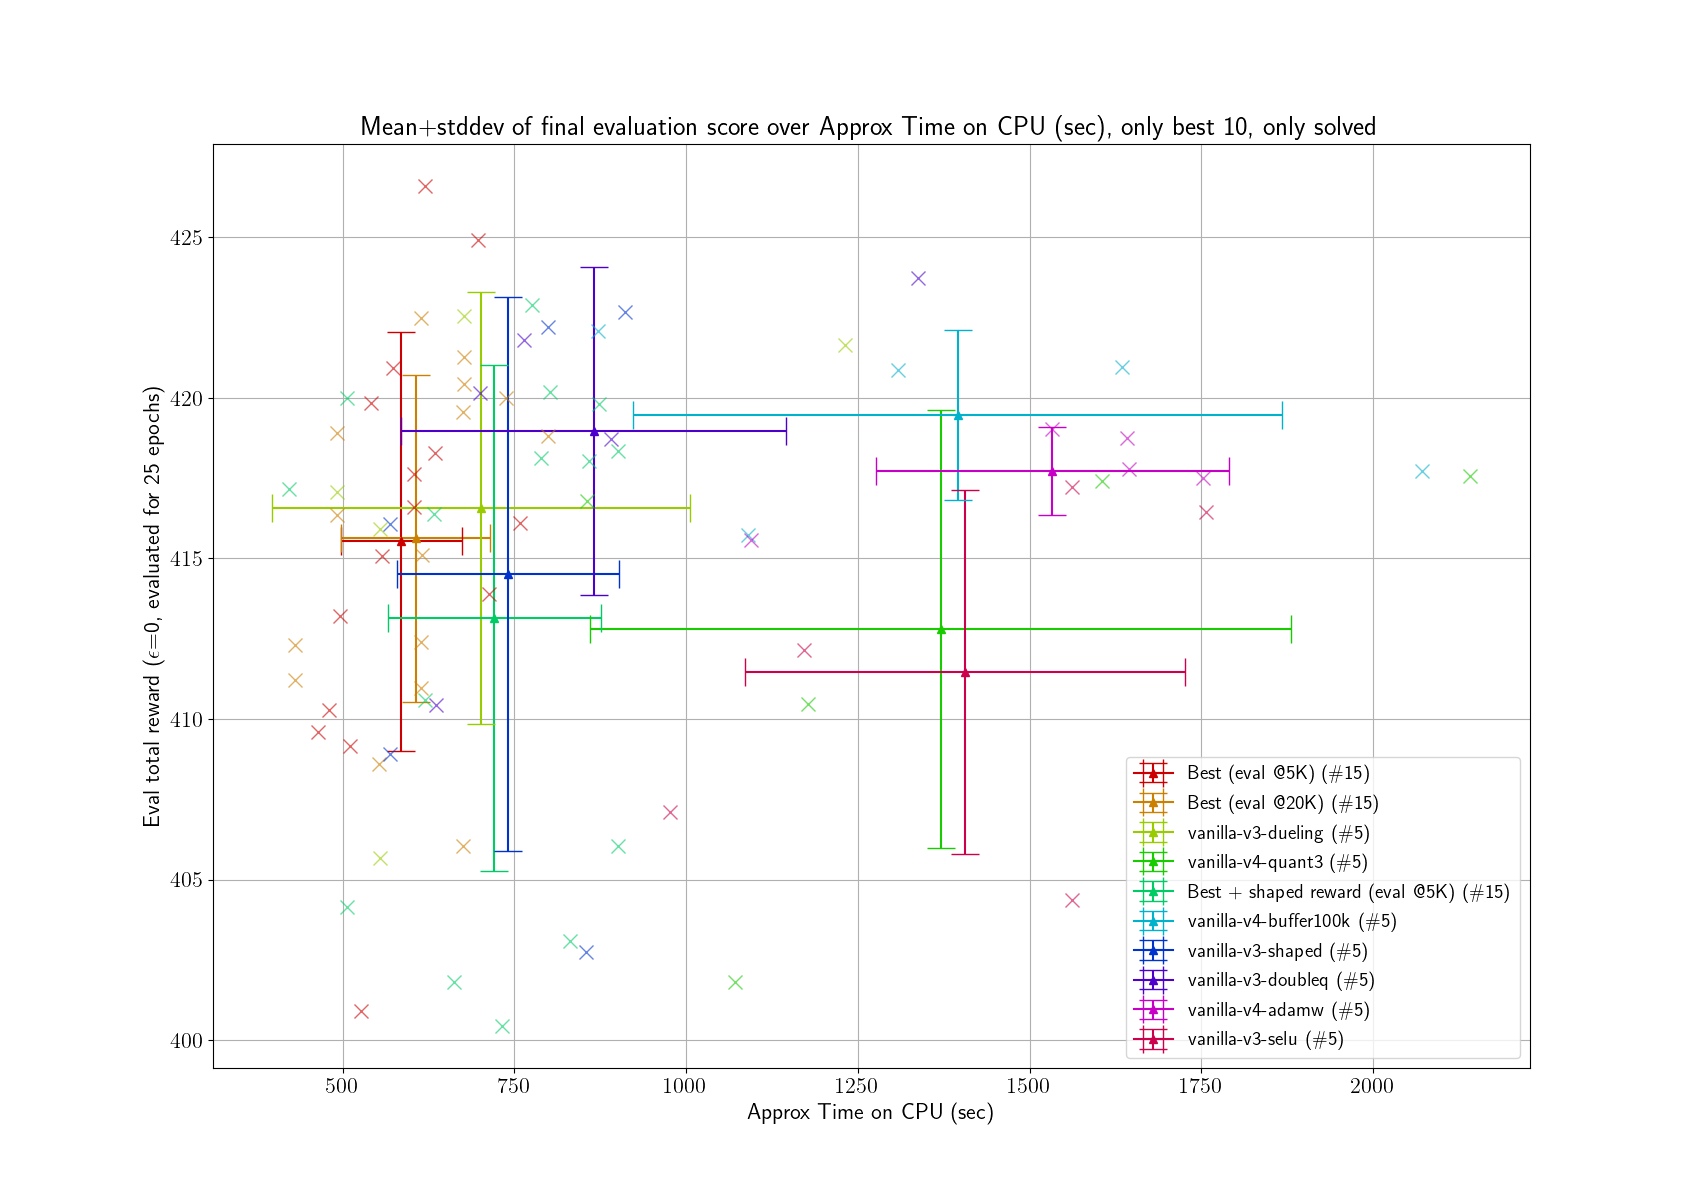 Mean+stddev of final evaluation score over Approx Time on CPU (sec), only best 10, only solved
Eval total reward (ϵ=0, evaluated for 25 epochs)
425
420
415
410
405
400
Best (eval @5K) (#15)
Best (eval @20K) (#15)
vanilla-v3-dueling (#5)
vanilla-v4-quant3 (#5)
Best + shaped reward (eval @5K) (#15)
vanilla-v4-buffer100k (#5)
vanilla-v3-shaped (#5)
vanilla-v3-doubleq (#5)
vanilla-v4-adamw (#5)
vanilla-v3-selu (#5)
500 750 1000 1250 1500 1750 2000
Approx Time on CPU (sec)